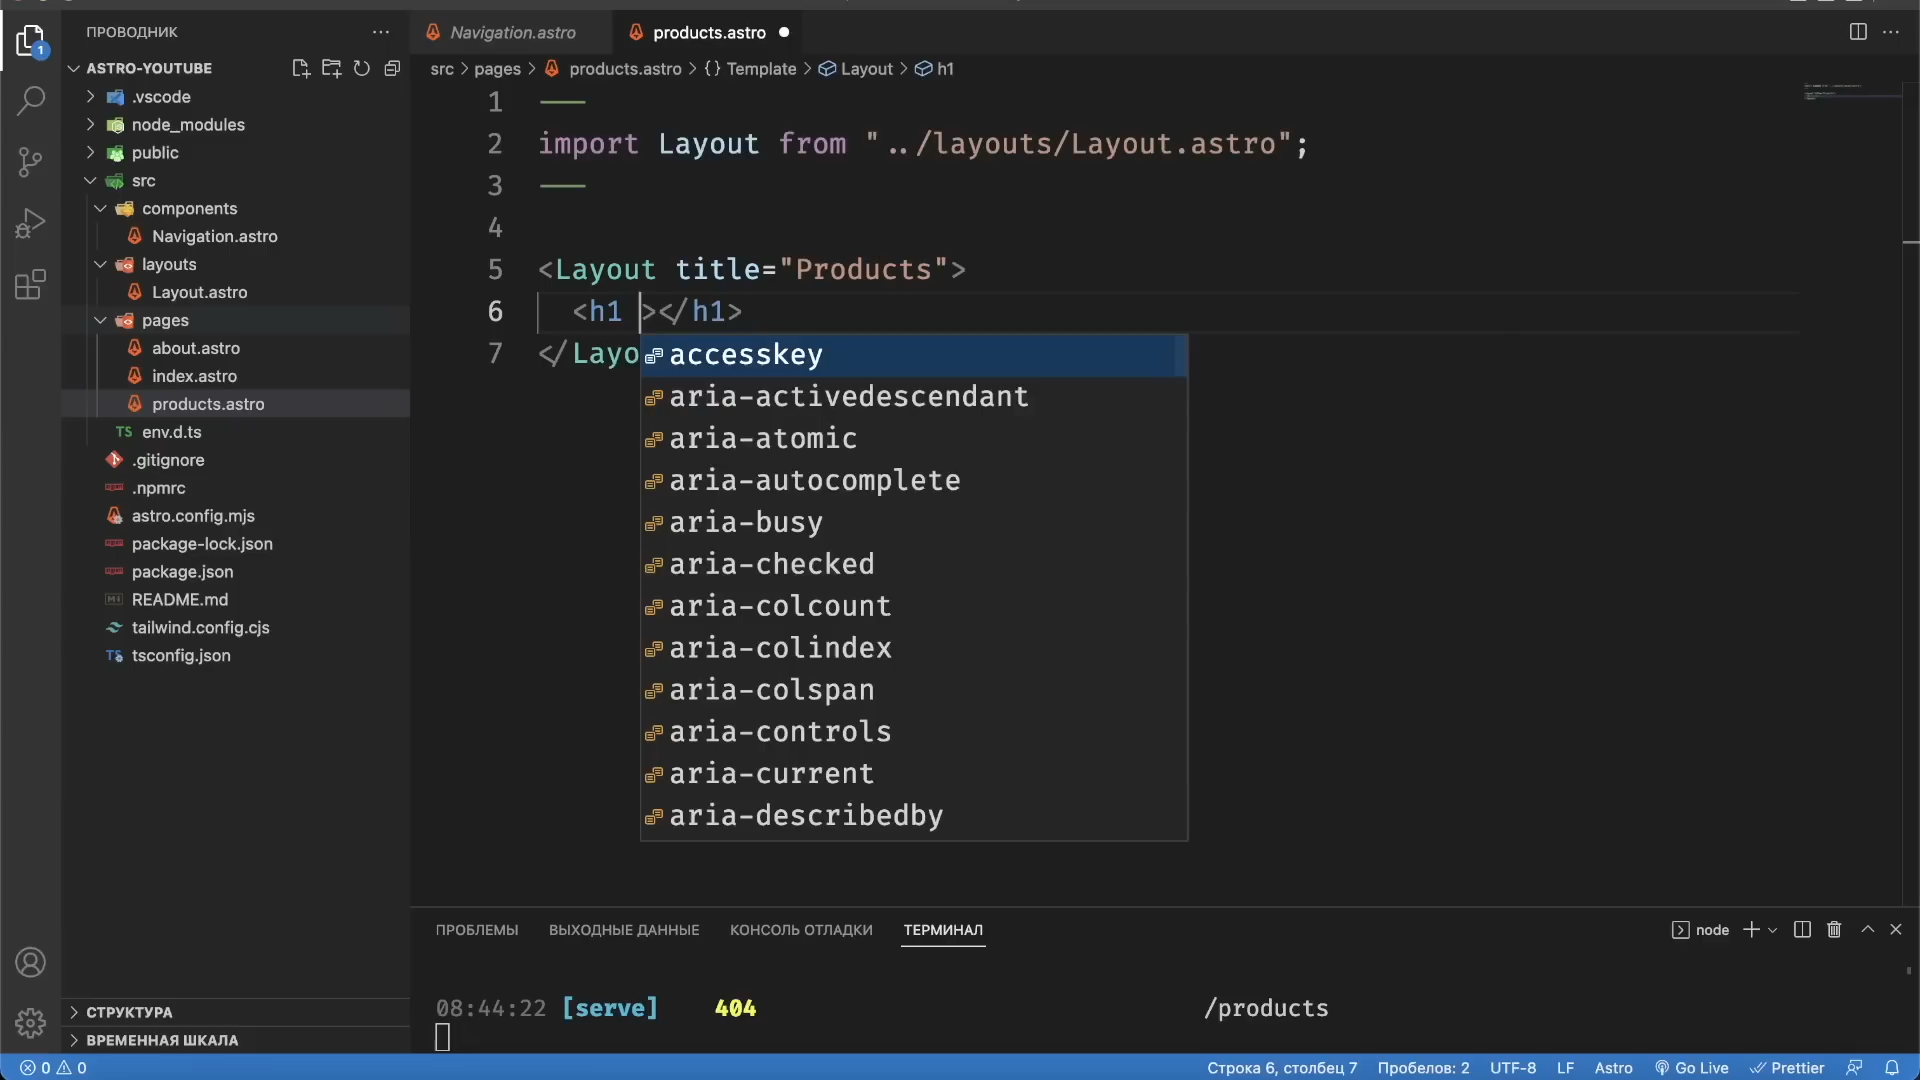 ПРОВОДНИК
ASTRO-YOUTUBE
.vscode
node_modules
public
src
components
Navigation.astro
layouts
Layout.astro
pages
about.astro
index.astro
products.astro
TS env.d.ts
.gitignore
.npmrc
astro.config.mjs
package-lock.json
package.json
README.md
tailwind.config.cjs
TS tsconfig.json
СТРУКТУРА
ВРЕМЕННАЯ ШКАЛА
1
Navigation.astro
products.astro
src > pages > products.astro > {} Template > Layout > h1
1 ---
2 import Layout from "../layouts/Layout.astro";
3 ---
4
5 <Layout title="Products">
6 <h1 ></h1>
7 </Layo
accesskey
aria-activedescendant
aria-atomic
aria-autocomplete
aria-busy
aria-checked
aria-colcount
aria-colindex
aria-colspan
aria-controls
aria-current
aria-describedby
ПРОБЛЕМЫ ВЫХОДНЫЕ ДАННЫЕ КОНСОЛЬ ОТЛАДКИ ТЕРМИНАЛ
node
08:44:22 [serve] 404 /products
0 0
Строка 6, столбец 7 Пробелов: 2 UTF-8 LF Astro Go Live Prettier